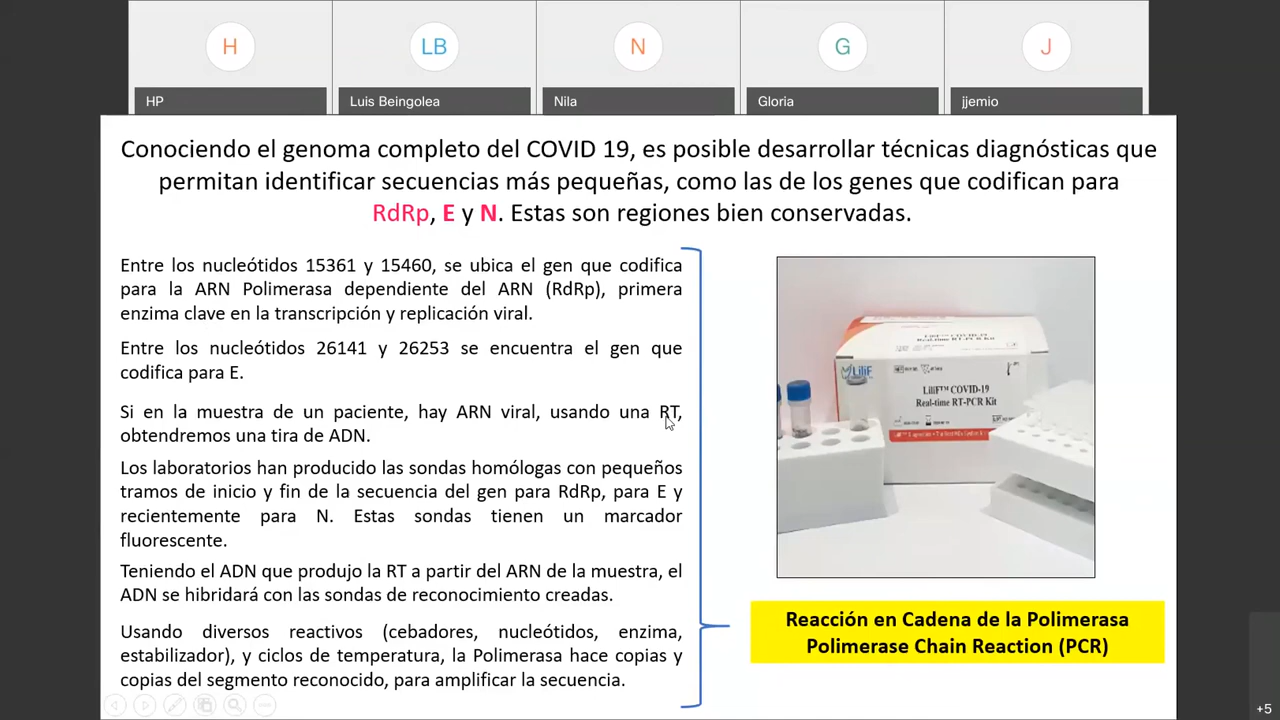 H
LB
N
G
J
HP
Luis Beingolea
Nila
Gloria
jjemio
Conociendo el genoma completo del COVID 19, es posible desarrollar técnicas diagnósticas que
permitan identificar secuencias más pequeñas, como las de los genes que codifican para
RdRp, E y N. Estas son regiones bien conservadas.
Entre los nucleótidos 15361 y 15460, se ubica el gen que codifica
para la ARN Polimerasa dependiente del ARN (RdRp), primera
enzima clave en la transcripción y replicación viral.
Entre los nucleótidos 26141 y 26253 se encuentra el gen que
codifica para E.
Si en la muestra de un paciente, hay ARN viral, usando una RT,
obtendremos una tira de ADN.
Los laboratorios han producido las sondas homólogas con pequeños
tramos de inicio y fin de la secuencia del gen para RdRp, para E y
recientemente para N. Estas sondas tienen un marcador
fluorescente.
Teniendo el ADN que produjo la RT a partir del ARN de la muestra, el
ADN se hibridará con las sondas de reconocimiento creadas.
Usando diversos reactivos (cebadores, nucleótidos, enzima,
estabilizador), y ciclos de temperatura, la Polimerasa hace copias y
copias del segmento reconocido, para amplificar la secuencia.
Real-time RT-PCR Kit
LiliF
LiliF™ COVID-19
Real-time RT-PCR Kit
Reacción en Cadena de la Polimerasa
Polimerase Chain Reaction (PCR)
+5